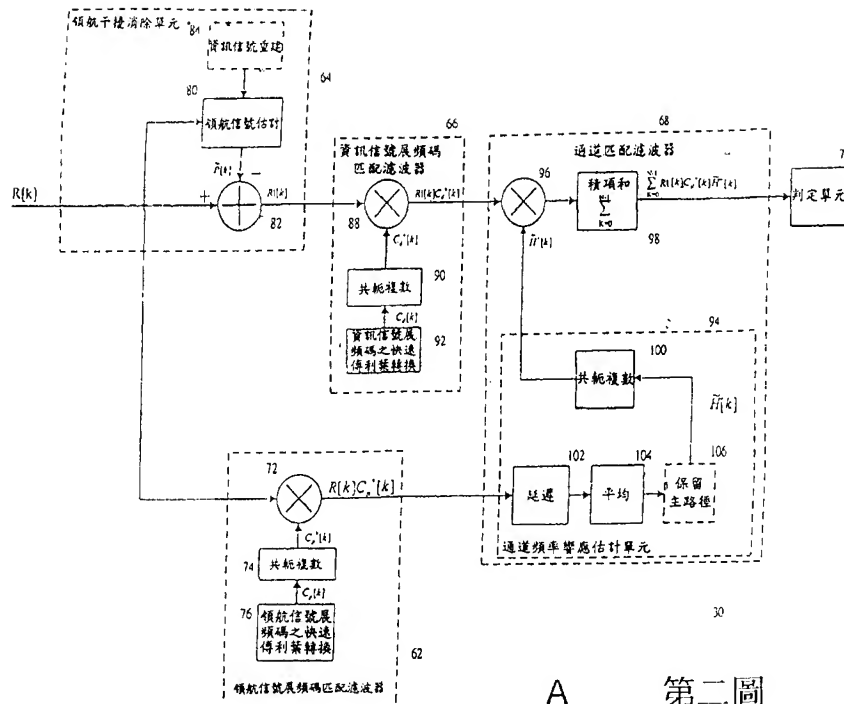 領航干擾消除單元
84
資訊信號重建
64
80
領航信號估計
P̃[k]
−
R[k]
+
R1[k]
82
66
資訊信號展頻碼
匹配濾波器
88
R1[k]Cₐ*[k]
90
共軛複數
92
資訊信號展
頻碼之快速
傅利葉轉換
68
通道匹配濾波器
96
積項和
98
判定單元
94
100
共軛複數
H̃[k]
102
延遲
104
平均
106
保留
主路徑
通道頻率響應估計單元
72
R[k]Cₚ*[k]
Cₚ*[k]
74
共軛複數
Cₚ[k]
76
領航信號展
頻碼之快速
傅利葉轉換
62
領航信號展頻碼匹配濾波器
30
A
第二圖